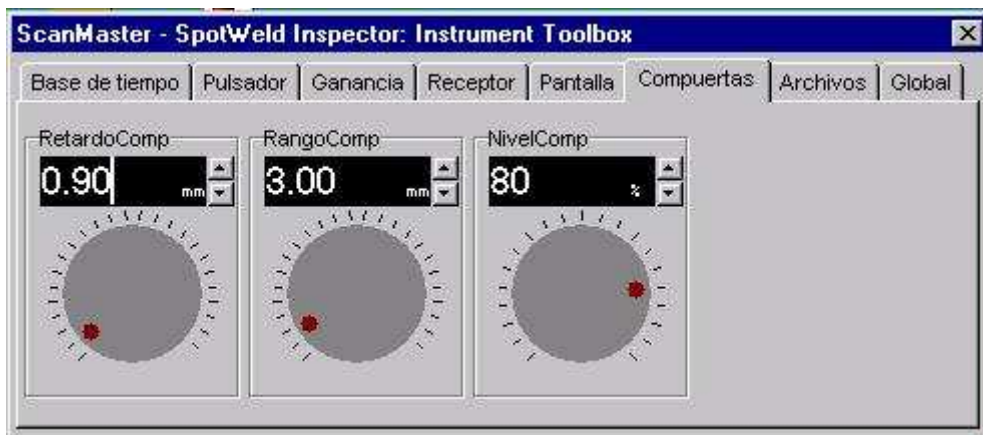 ScanMaster - SpotWeld Inspector: Instrument Toolbox
Base de tiempo Pulsador Ganancia Receptor Pantalla Compuertas Archivos Global
RetardoComp RangoComp NivelComp
0.90 mm 3.00 mm 80 %